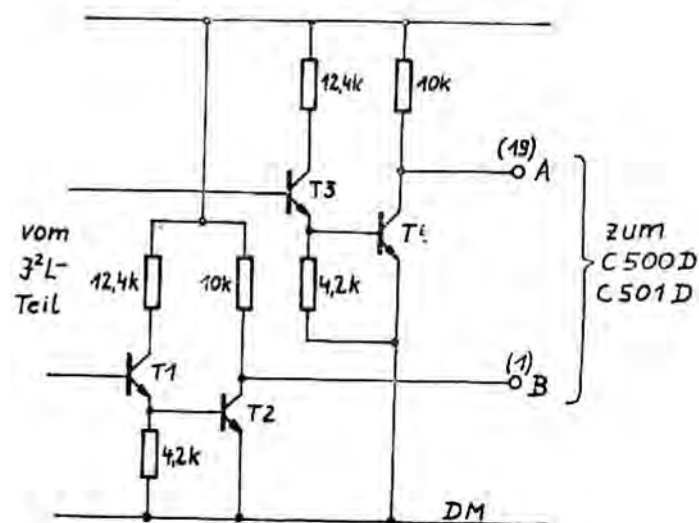 12,4k
10k
(19)
A
T3
vom
I²L-
Teil
12,4k
10k
4,2k
zum
C500D
C501D
(1)
B
T1
T2
4,2k
DM